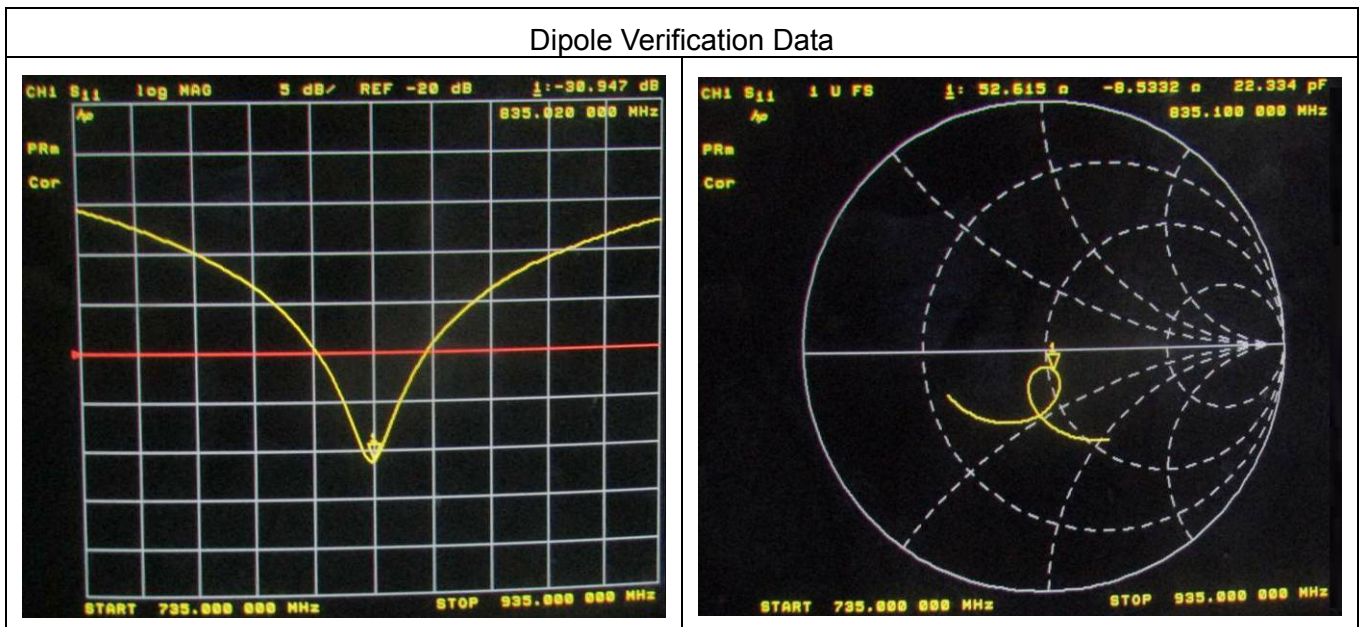 Dipole Verification Data
CH1 S11 log MAG 5 dB/ REF -20 dB 1:-30.947 dB
hp
835.020 000 MHz
PRm
Cor
START 735.000 000 MHz STOP 935.000 000 MHz
CH1 S11 1 U FS 1: 52.615 Ω -8.5332 Ω 22.334 pF
hp
835.100 000 MHz
PRm
Cor
1
START 735.000 000 MHz STOP 935.000 000 MHz